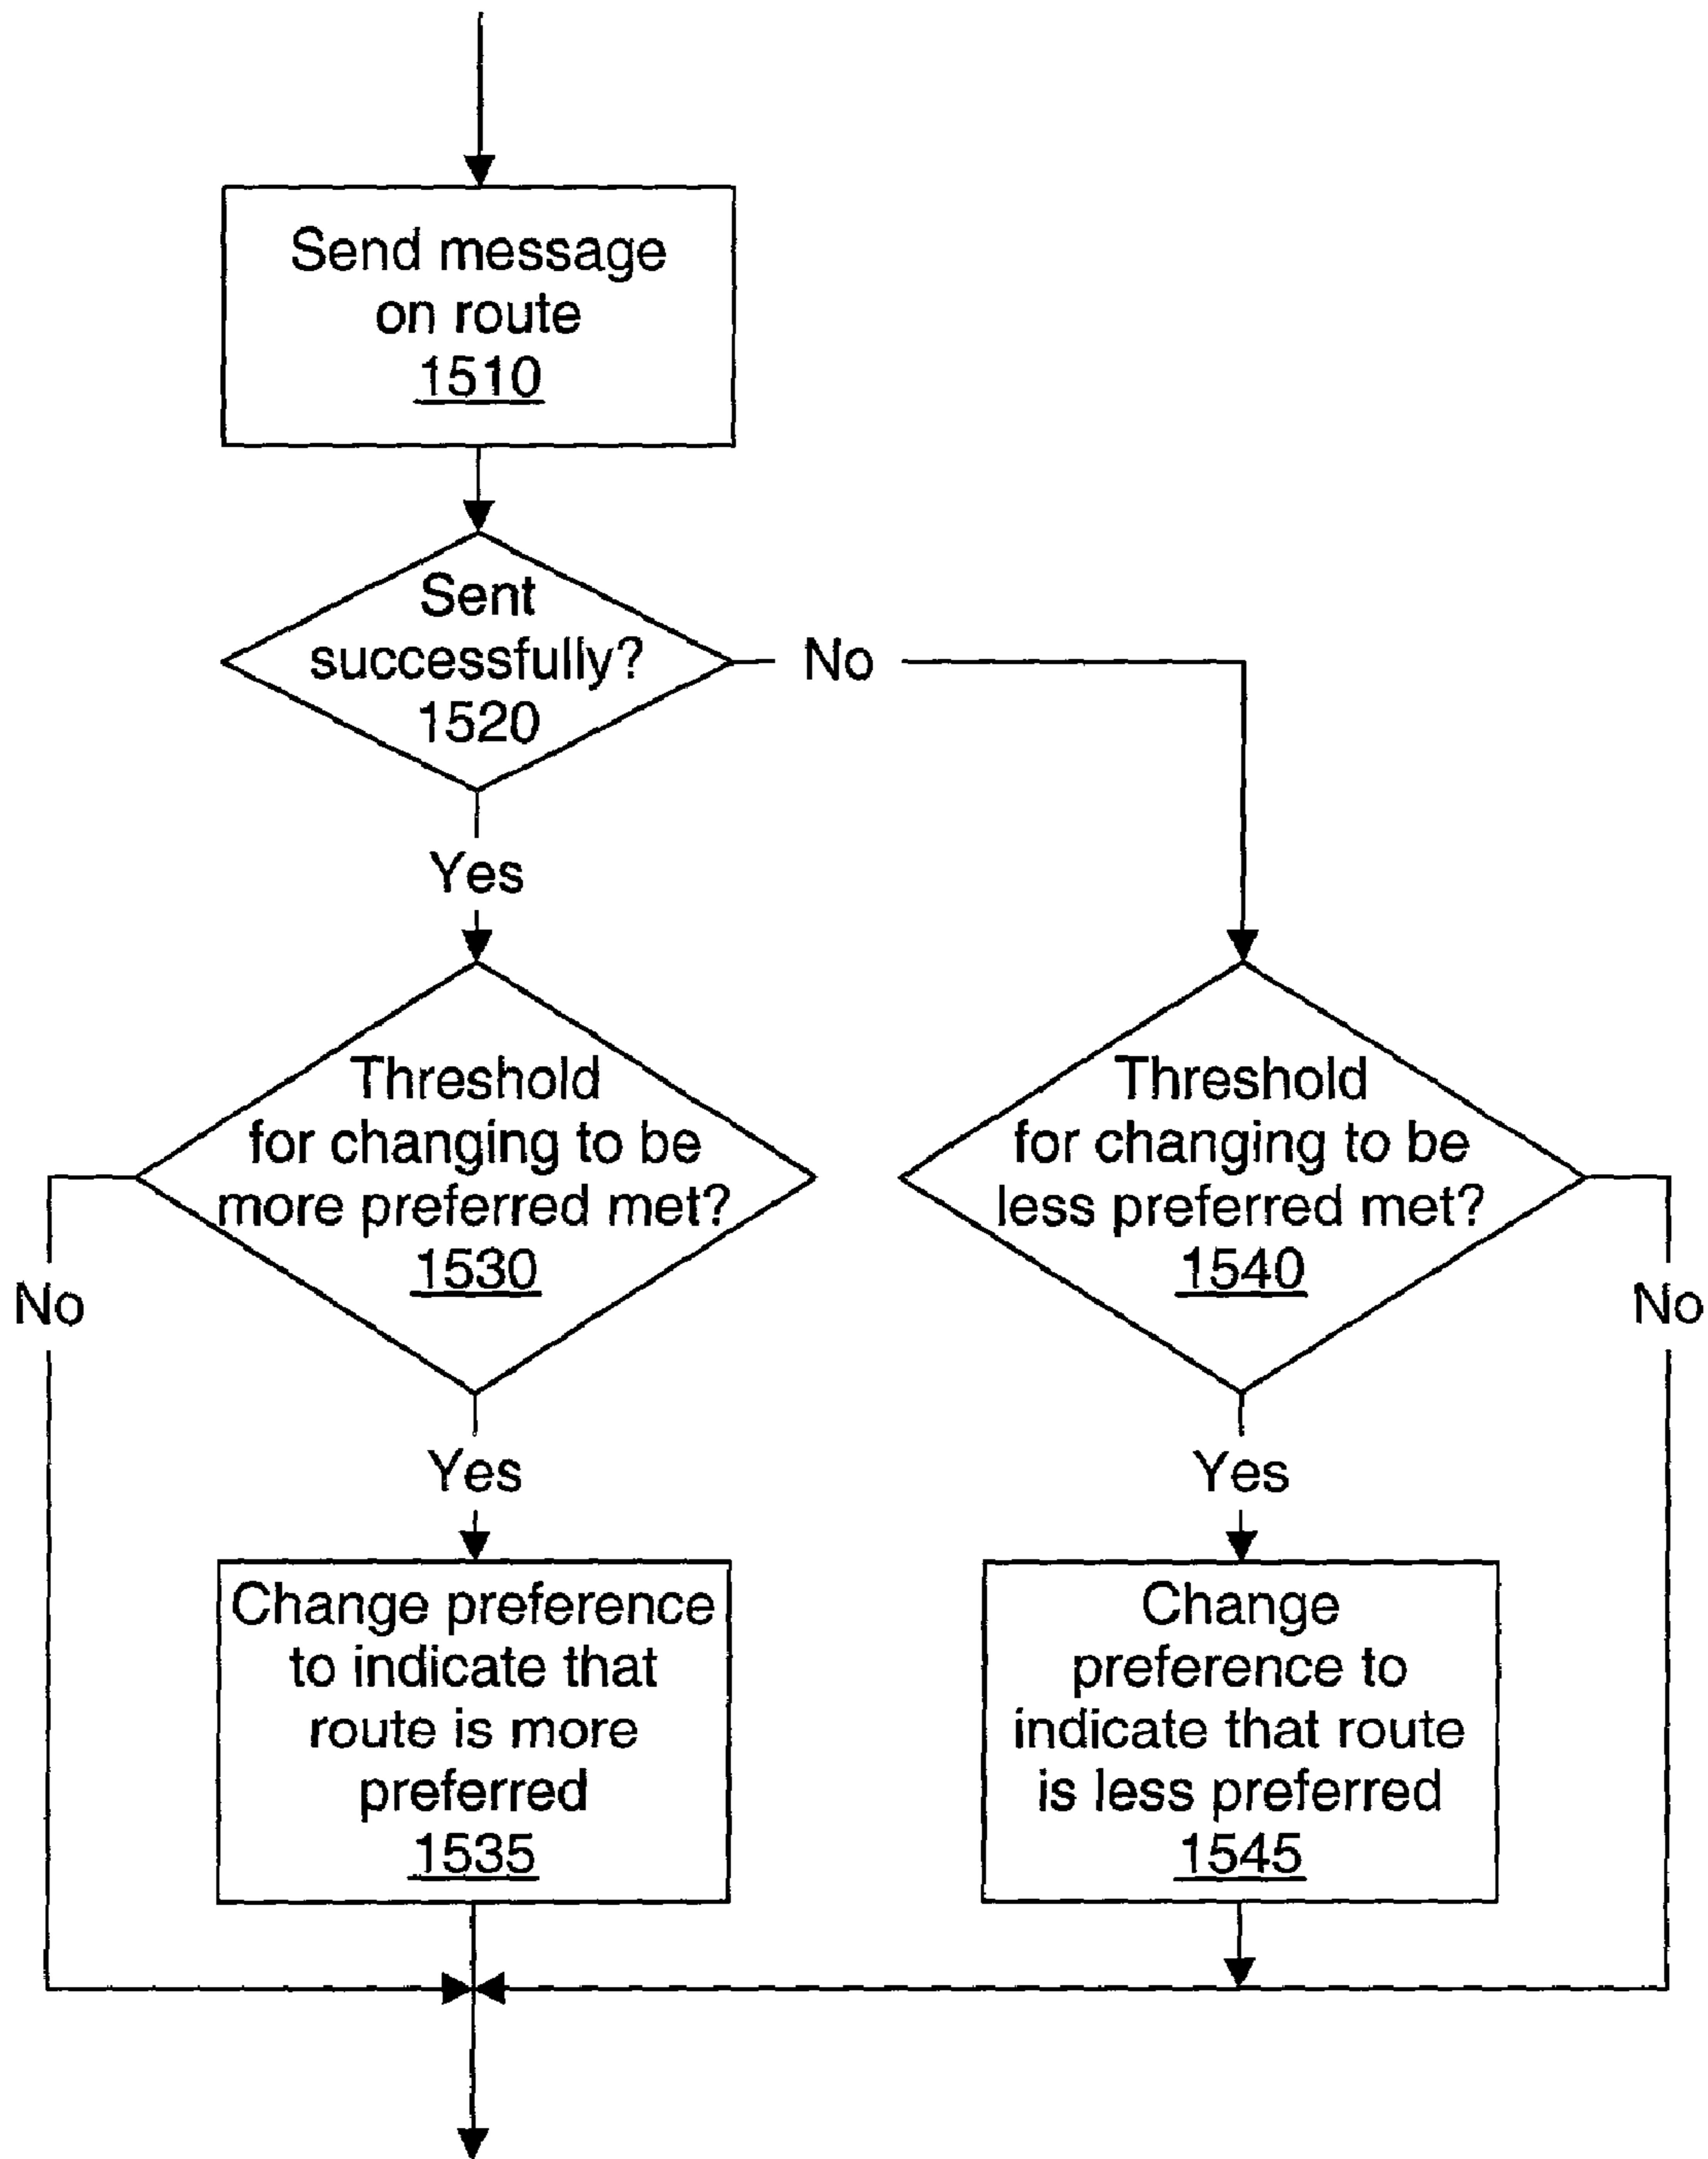 Send message
on route
1510
Sent
successfully?
1520
No
Yes
Threshold
for changing to be
more preferred met?
1530
Threshold
for changing to be
less preferred met?
1540
No
No
Yes
Yes
Change preference
to indicate that
route is more
preferred
1535
Change
preference to
indicate that route
is less preferred
1545